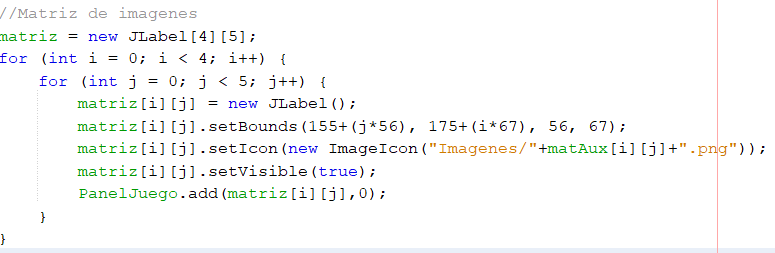 //Matriz de imagenes
matriz = new JLabel[4][5];
for (int i = 0; i < 4; i++) {
    for (int j = 0; j < 5; j++) {
        matriz[i][j] = new JLabel();
        matriz[i][j].setBounds(155+(j*56), 175+(i*67), 56, 67);
        matriz[i][j].setIcon(new ImageIcon("Imagenes/"+matAux[i][j]+".png"));
        matriz[i][j].setVisible(true);
        PanelJuego.add(matriz[i][j],0);
    }
}